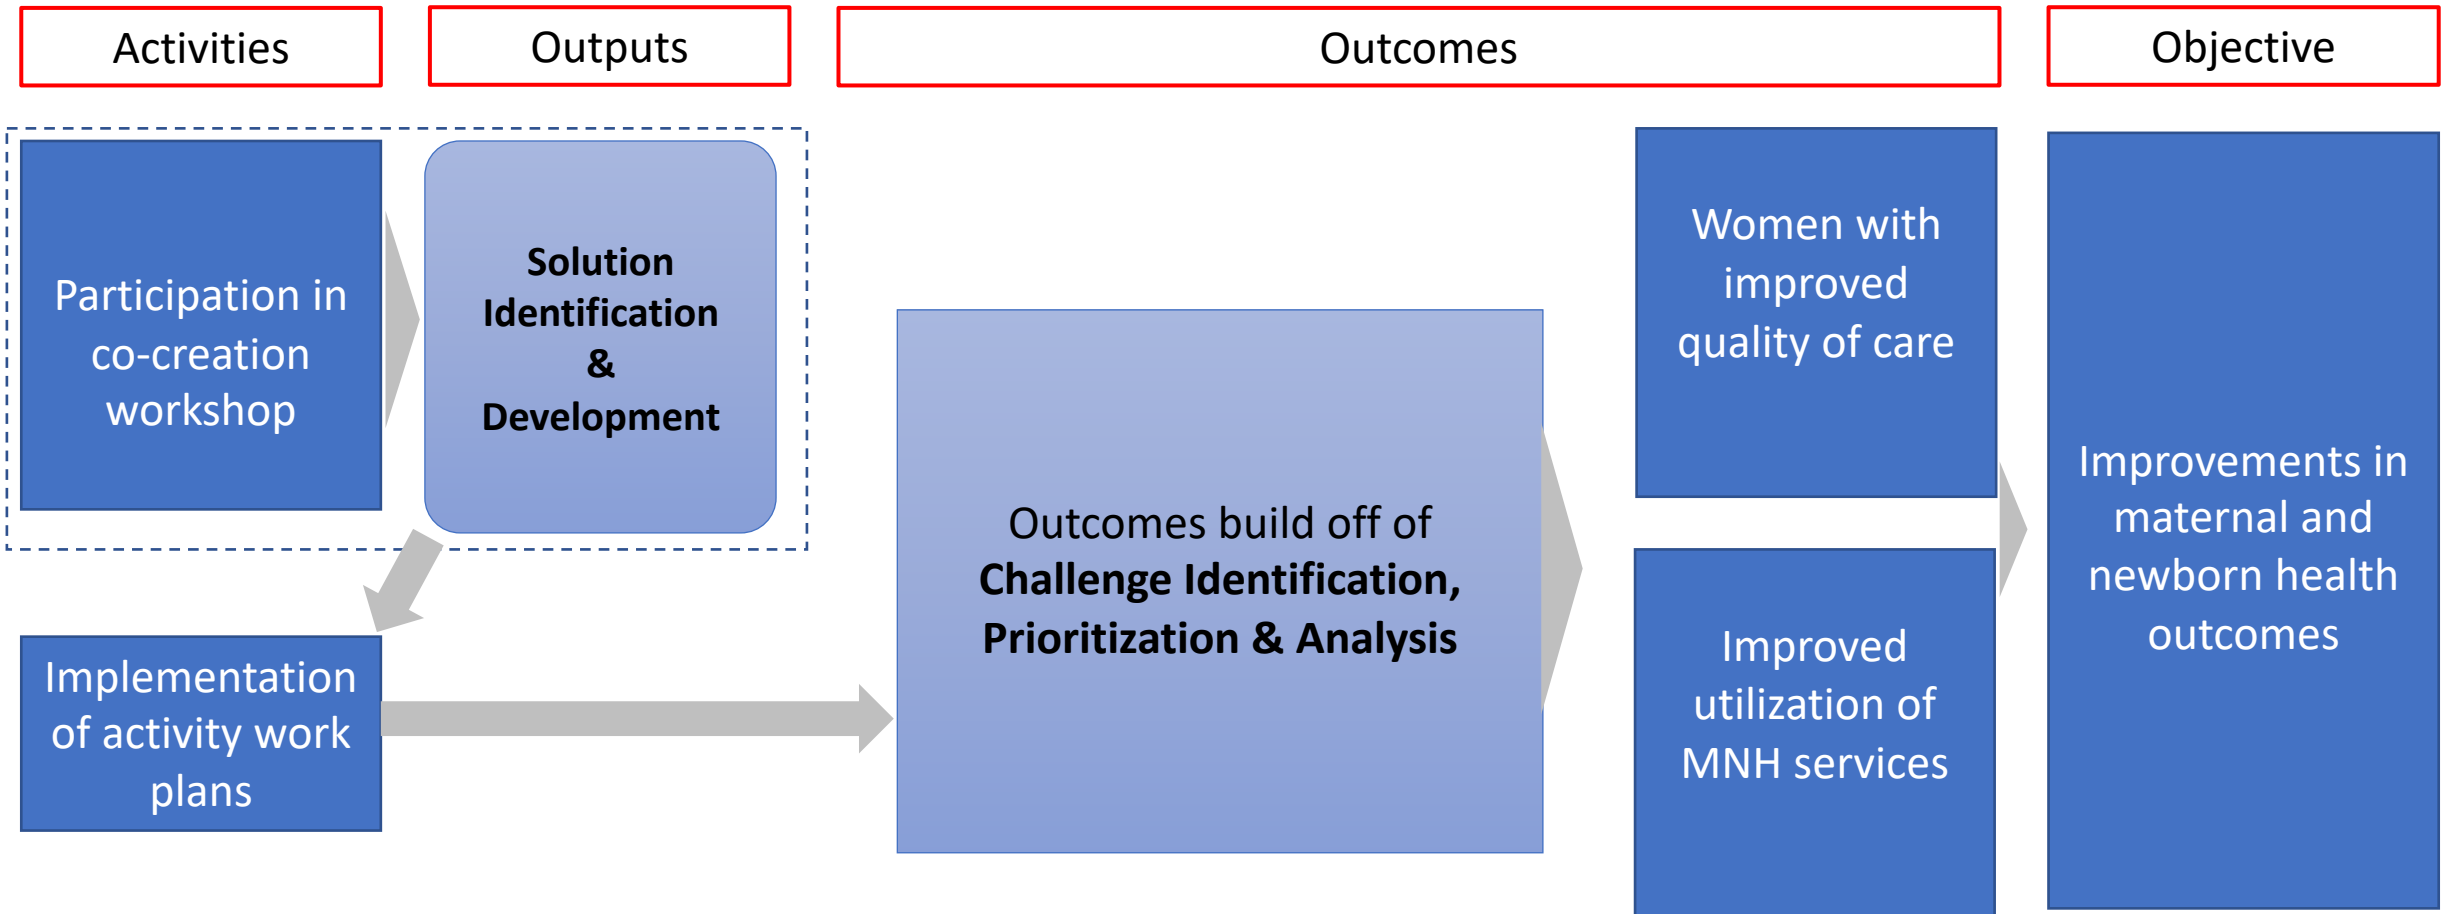 Activities
Outputs
Outcomes
Objective
Participation in
co-creation
workshop
Solution
Identification
&
Development
Implementation
of activity work
plans
Outcomes build off of
Challenge Identification,
Prioritization & Analysis
Women with
improved
quality of care
Improved
utilization of
MNH services
Improvements in
maternal and
newborn health
outcomes